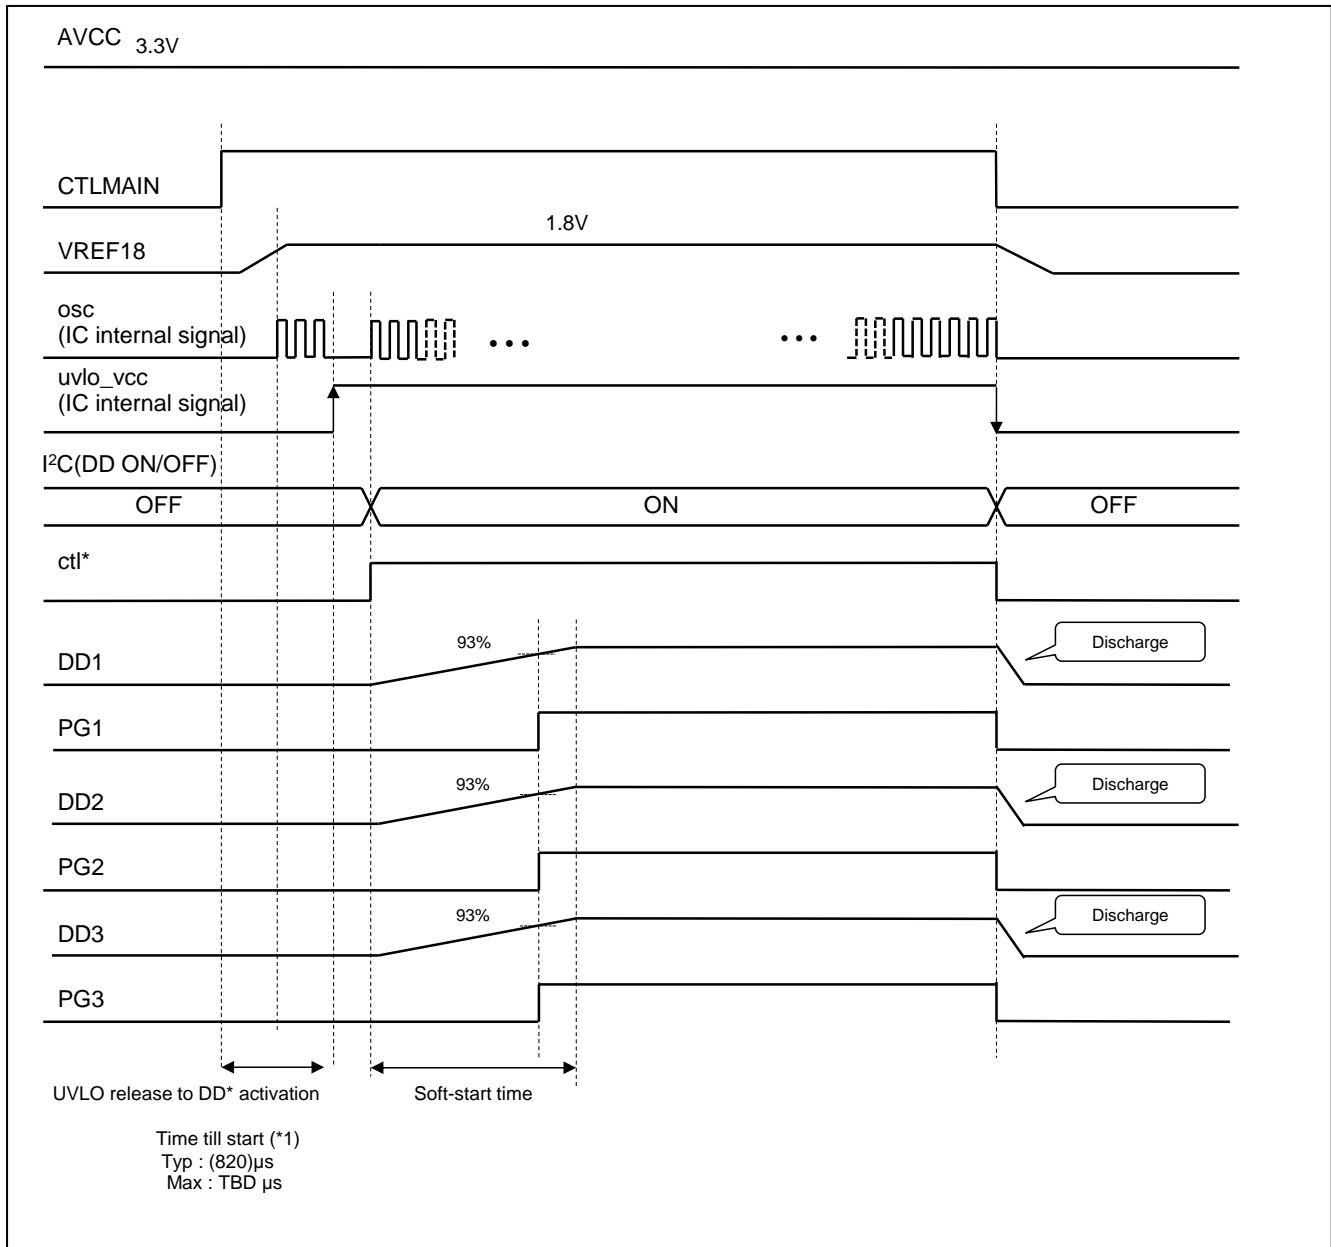 AVCC 3.3V
CTLMAIN
1.8V
VREF18
osc
(IC internal signal)
uvlo_vcc
(IC internal signal)
I²C(DD ON/OFF)
OFF ON OFF
ctl*
93% Discharge
DD1
PG1
93% Discharge
DD2
PG2
93% Discharge
DD3
PG3
UVLO release to DD* activation Soft-start time
Time till start (*1)
Typ : (820)µs
Max : TBD µs